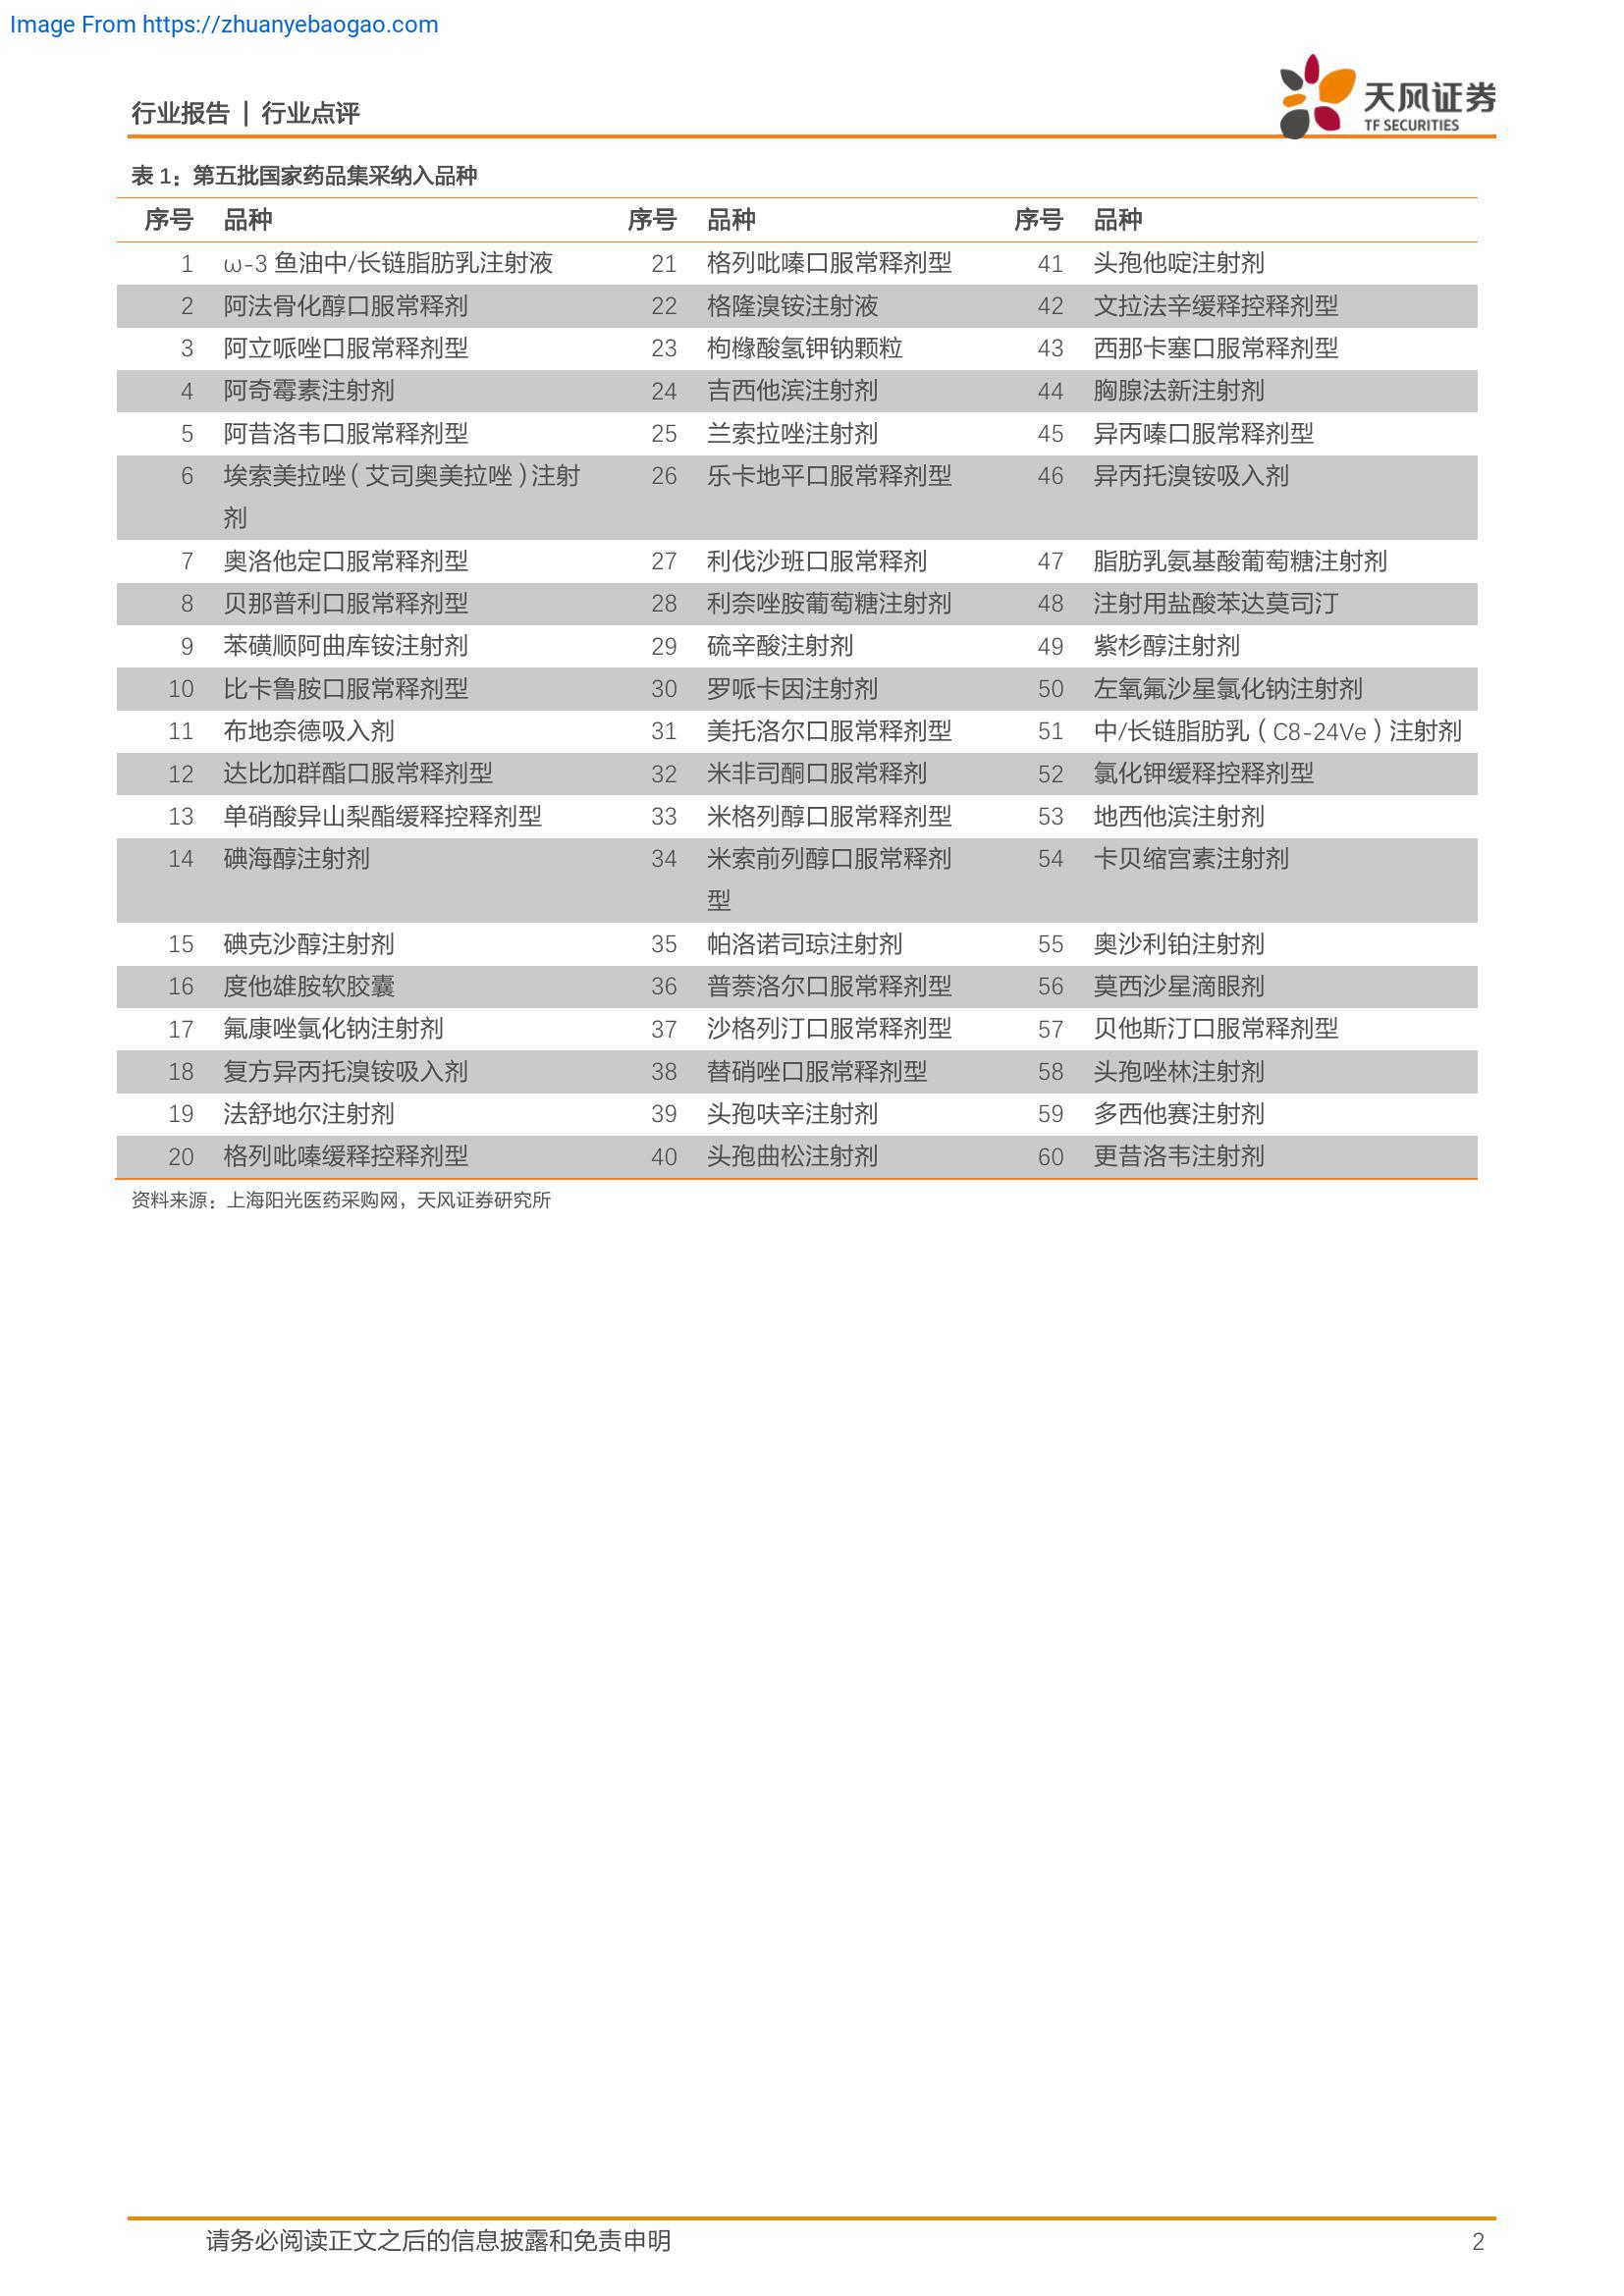 Image From https://zhuanyebaogao.com
行业报告 | 行业点评
天风证券
TF SECURITIES
表 1：第五批国家药品集采纳入品种
序号 品种 序号 品种 序号 品种
1 ω-3 鱼油中/长链脂肪乳注射液 21 格列吡嗪口服常释剂型 41 头孢他啶注射剂
2 阿法骨化醇口服常释剂 22 格隆溴铵注射液 42 文拉法辛缓释控释剂型
3 阿立哌唑口服常释剂型 23 枸橼酸氢钾钠颗粒 43 西那卡塞口服常释剂型
4 阿奇霉素注射剂 24 吉西他滨注射剂 44 胸腺法新注射剂
5 阿昔洛韦口服常释剂型 25 兰索拉唑注射剂 45 异丙嗪口服常释剂型
6 埃索美拉唑（艾司奥美拉唑）注射 26 乐卡地平口服常释剂型 46 异丙托溴铵吸入剂
剂
7 奥洛他定口服常释剂型 27 利伐沙班口服常释剂 47 脂肪乳氨基酸葡萄糖注射剂
8 贝那普利口服常释剂型 28 利奈唑胺葡萄糖注射剂 48 注射用盐酸苯达莫司汀
9 苯磺顺阿曲库铵注射剂 29 硫辛酸注射剂 49 紫杉醇注射剂
10 比卡鲁胺口服常释剂型 30 罗哌卡因注射剂 50 左氧氟沙星氯化钠注射剂
11 布地奈德吸入剂 31 美托洛尔口服常释剂型 51 中/长链脂肪乳（C8-24Ve）注射剂
12 达比加群酯口服常释剂型 32 米非司酮口服常释剂 52 氯化钾缓释控释剂型
13 单硝酸异山梨酯缓释控释剂型 33 米格列醇口服常释剂型 53 地西他滨注射剂
14 碘海醇注射剂 34 米索前列醇口服常释剂 54 卡贝缩宫素注射剂
型
15 碘克沙醇注射剂 35 帕洛诺司琼注射剂 55 奥沙利铂注射剂
16 度他雄胺软胶囊 36 普萘洛尔口服常释剂型 56 莫西沙星滴眼剂
17 氟康唑氯化钠注射剂 37 沙格列汀口服常释剂型 57 贝他斯汀口服常释剂型
18 复方异丙托溴铵吸入剂 38 替硝唑口服常释剂型 58 头孢唑林注射剂
19 法舒地尔注射剂 39 头孢呋辛注射剂 59 多西他赛注射剂
20 格列吡嗪缓释控释剂型 40 头孢曲松注射剂 60 更昔洛韦注射剂
资料来源：上海阳光医药采购网，天风证券研究所
请务必阅读正文之后的信息披露和免责申明 2